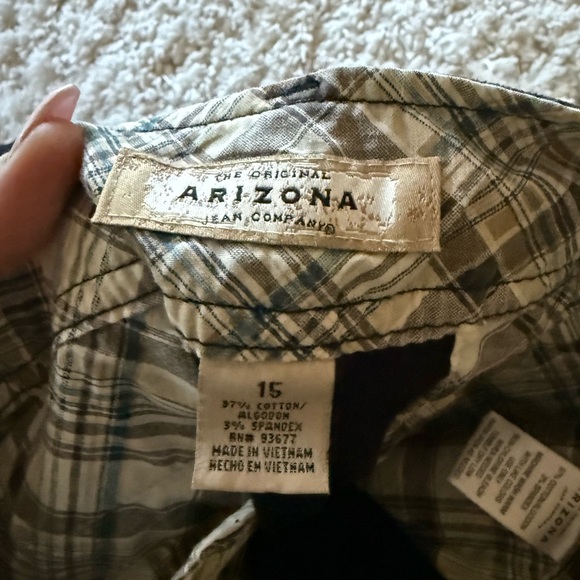 THE ORIGINAL
ARIZONA
JEAN COMPANY®
15
97% COTTON/
ALGODON
3% SPANDEX
RN# 93677
MADE IN VIETNAM
HECHO EN VIETNAM
ARIZONA